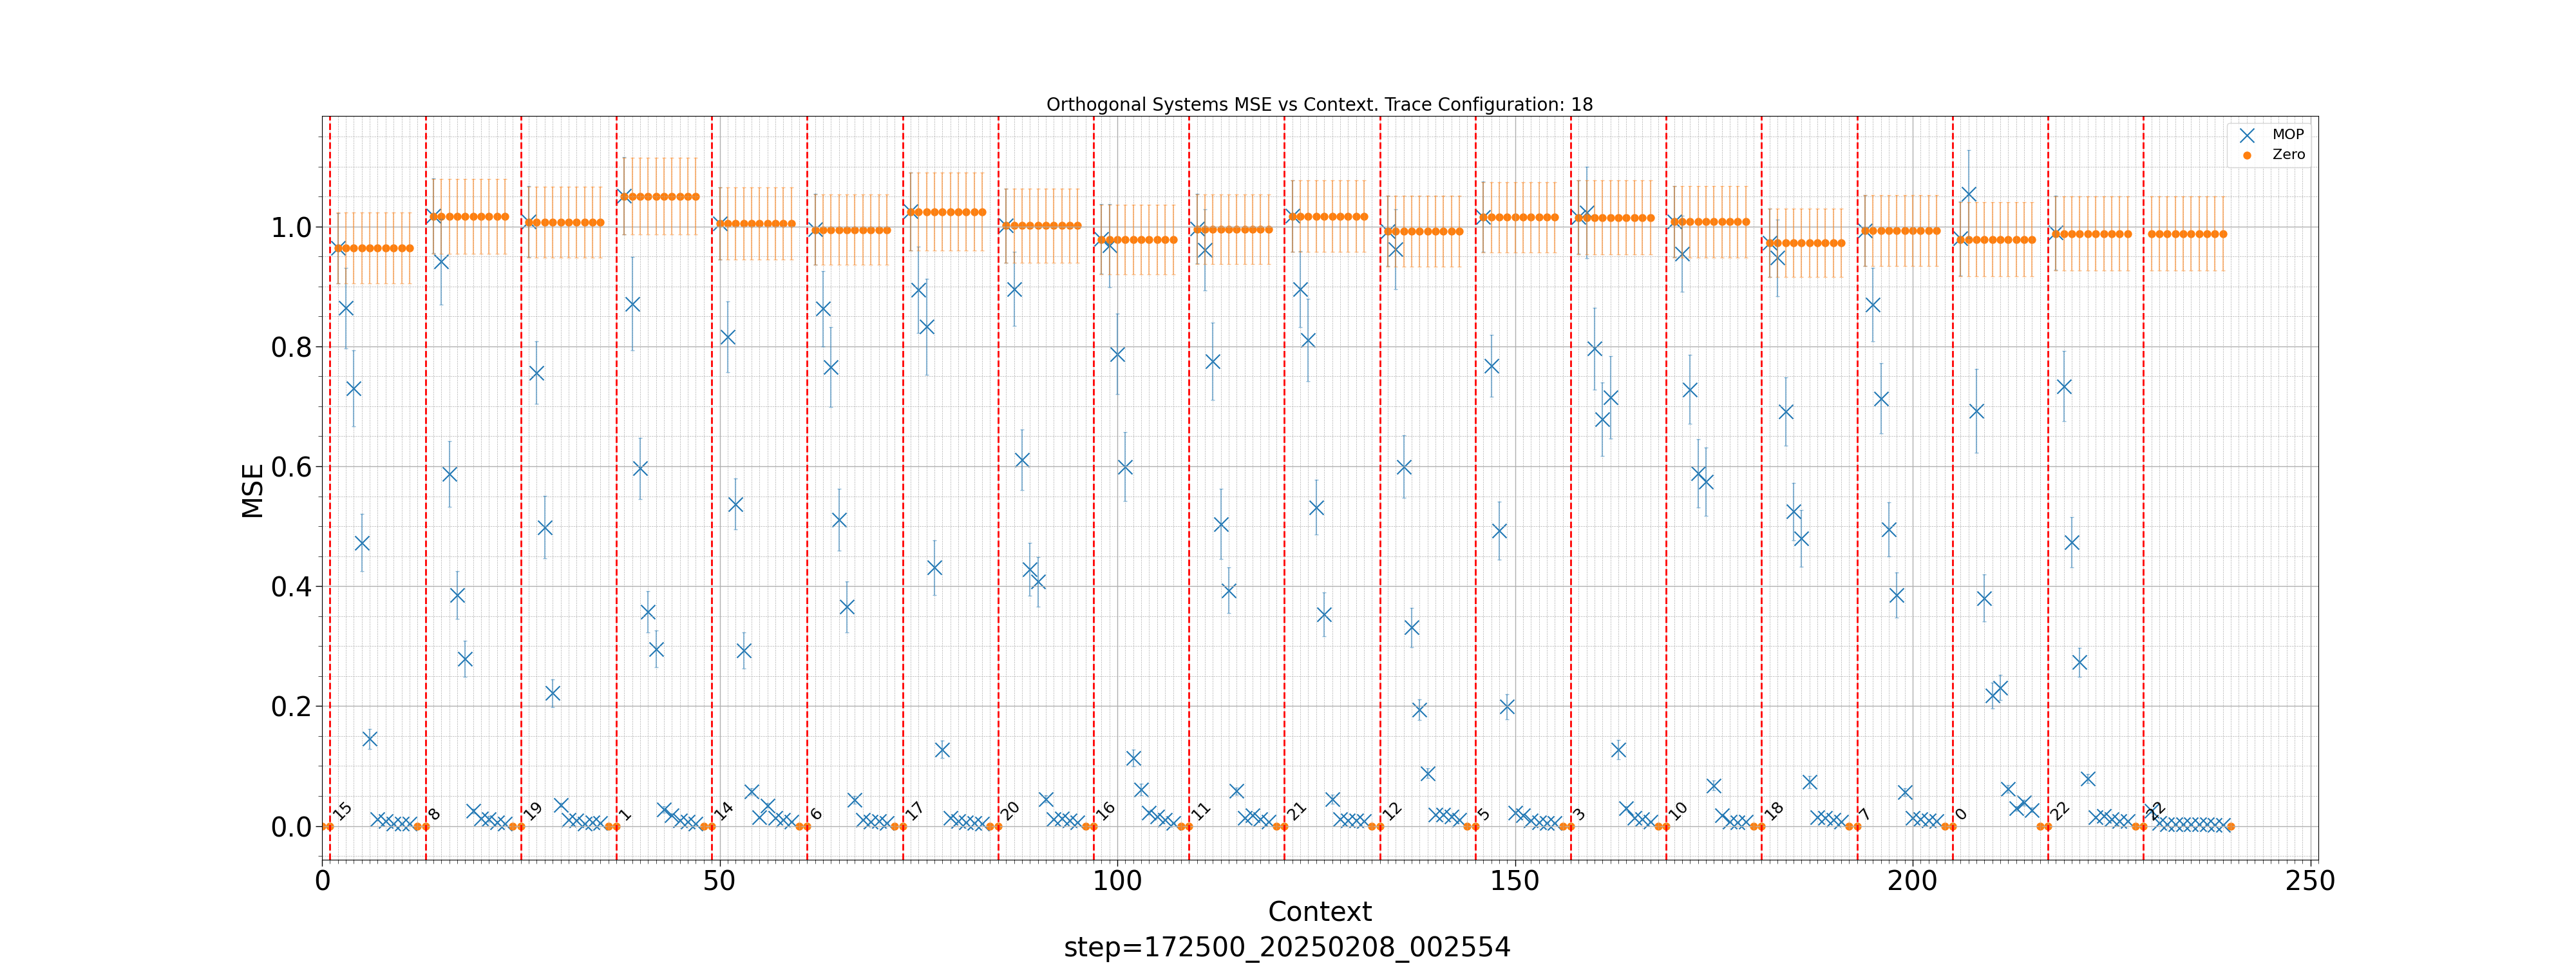 Orthogonal Systems MSE vs Context. Trace Configuration: 18
MOP
Zero
MSE
1.0
0.8
0.6
0.4
0.2
0.0
15 8 19 1 14 6 17 20 16 11 21 12 5 3 10 18 7 0 22 22
0 50 100 150 200 250
Context
step=172500_20250208_002554